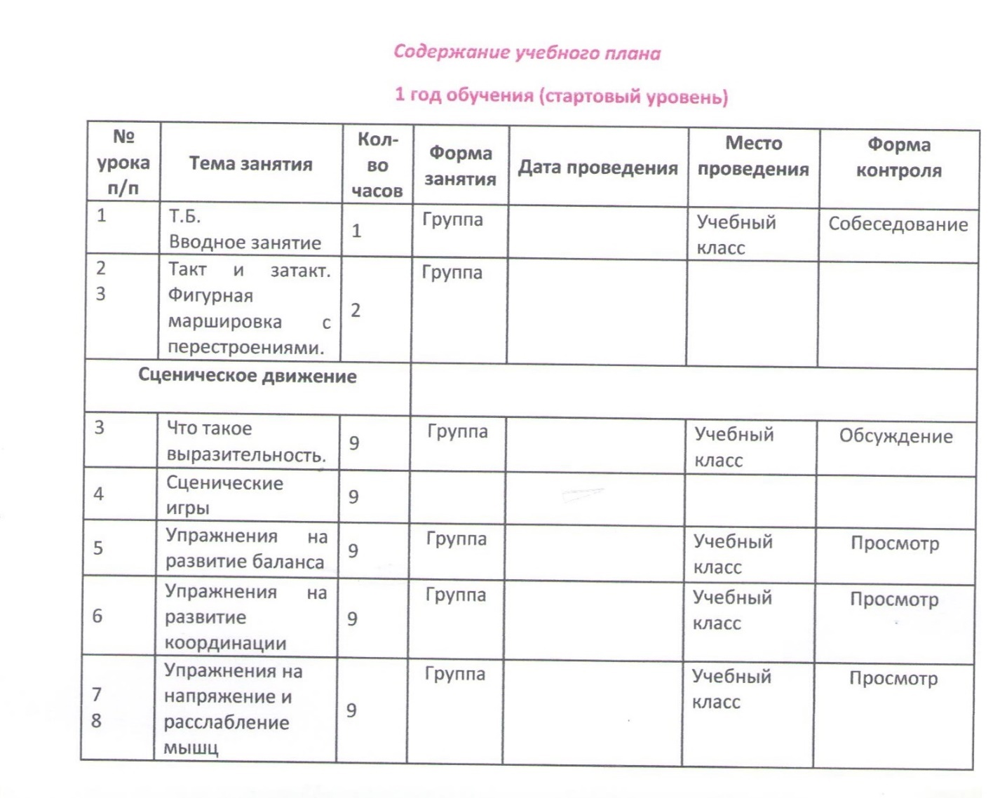 Содержание учебного плана
1 год обучения (стартовый уровень)
№ урока п/п | Тема занятия | Кол-во часов | Форма занятия | Дата проведения | Место проведения | Форма контроля
1
Т.Б.
Вводное занятие
1
Группа
Учебный
класс
Собеседование
2
3
Такт и затакт.
Фигурная
маршировка с
перестроениями.
2
Группа
Сценическое движение
3
Что такое
выразительность.
9
Группа
Учебный
класс
Обсуждение
4
Сценические
игры
9
5
Упражнения на
развитие баланса
9
Группа
Учебный
класс
Просмотр
6
Упражнения на
развитие
координации
9
Группа
Учебный
класс
Просмотр
7
8
Упражнения на
напряжение и
расслабление
мышц
9
Группа
Учебный
класс
Просмотр